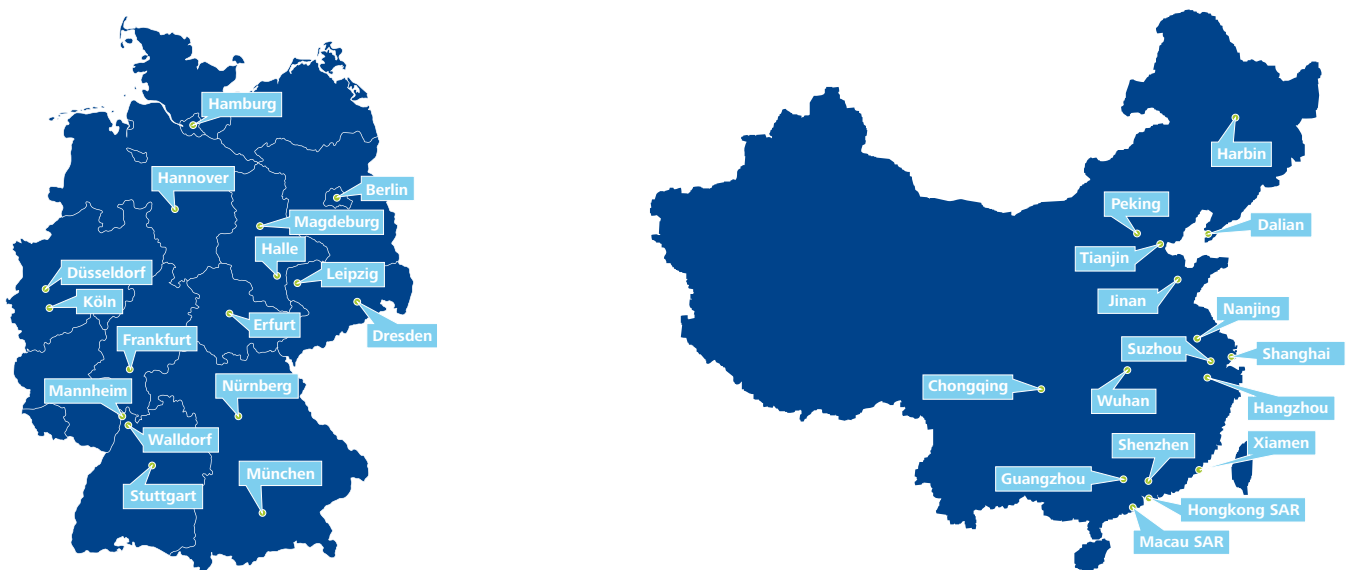 Hamburg
Hannover
Berlin
Magdeburg
Halle
Düsseldorf
Leipzig
Köln
Erfurt
Dresden
Frankfurt
Nürnberg
Mannheim
Walldorf
München
Stuttgart
Harbin
Peking
Dalian
Tianjin
Jinan
Nanjing
Suzhou
Shanghai
Chongqing
Wuhan
Hangzhou
Shenzhen
Xiamen
Guangzhou
Hongkong SAR
Macau SAR